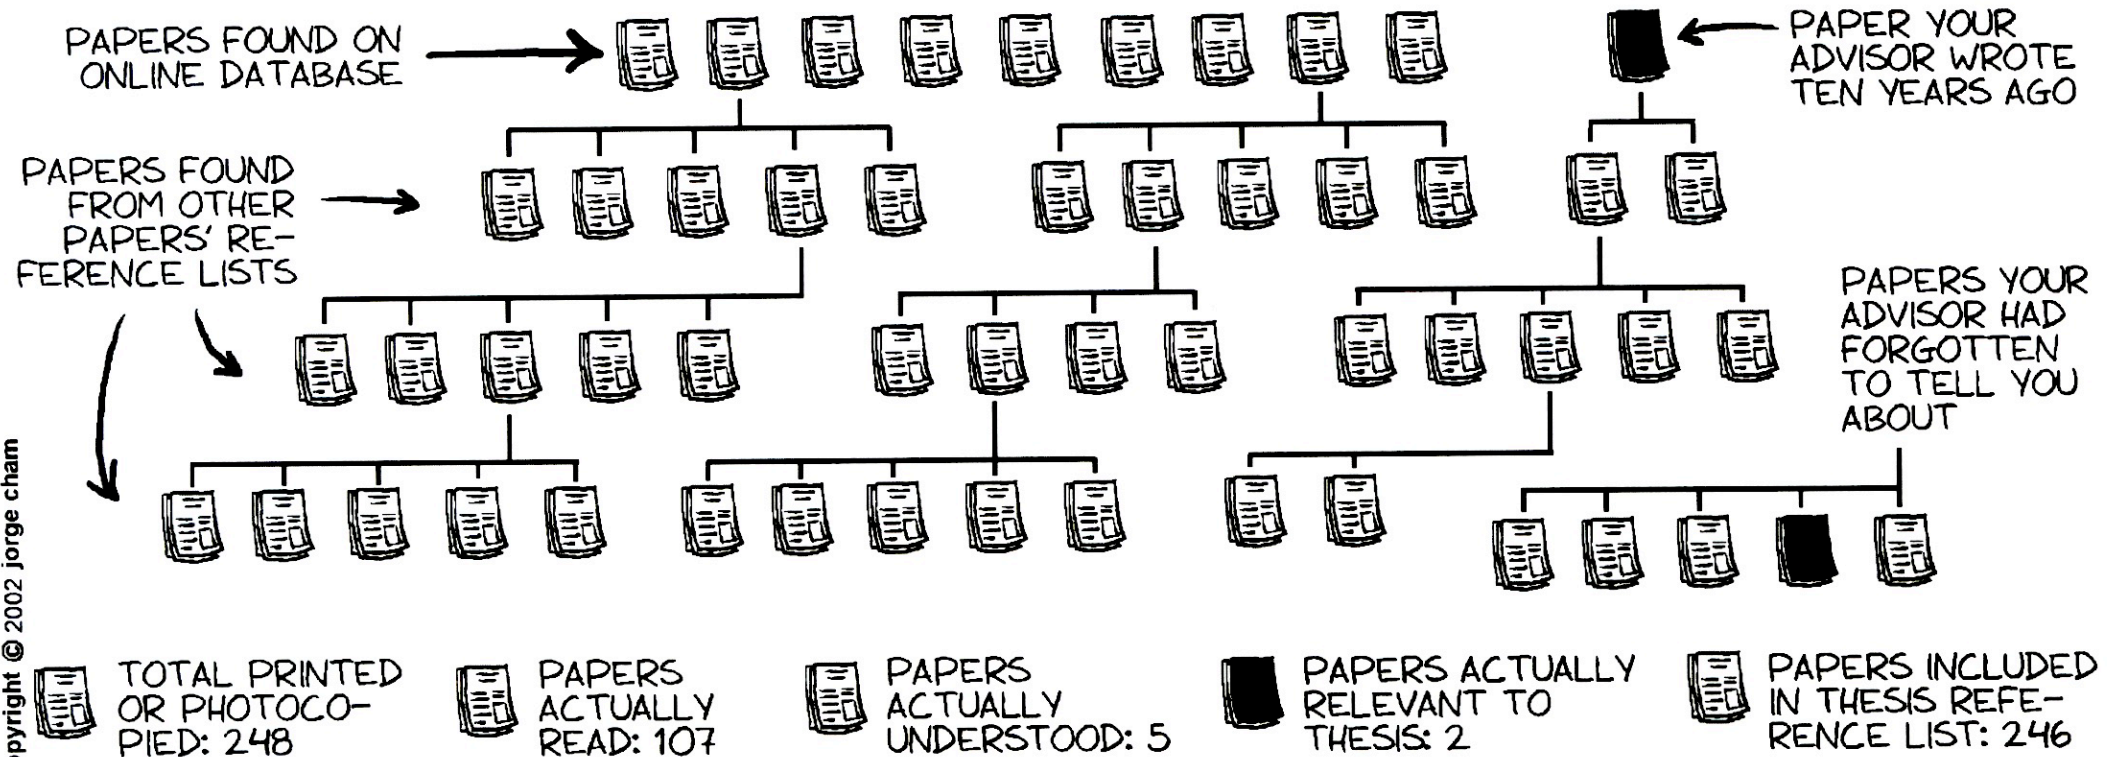 PAPERS FOUND ON
ONLINE DATABASE
PAPER YOUR
ADVISOR WROTE
TEN YEARS AGO
PAPERS FOUND
FROM OTHER
PAPERS' RE-
FERENCE LISTS
PAPERS YOUR
ADVISOR HAD
FORGOTTEN
TO TELL YOU
ABOUT
opyright © 2002 jorge cham
TOTAL PRINTED
OR PHOTOCO-
PIED: 248
PAPERS
ACTUALLY
READ: 107
PAPERS
ACTUALLY
UNDERSTOOD: 5
PAPERS ACTUALLY
RELEVANT TO
THESIS: 2
PAPERS INCLUDED
IN THESIS REFE-
RENCE LIST: 246